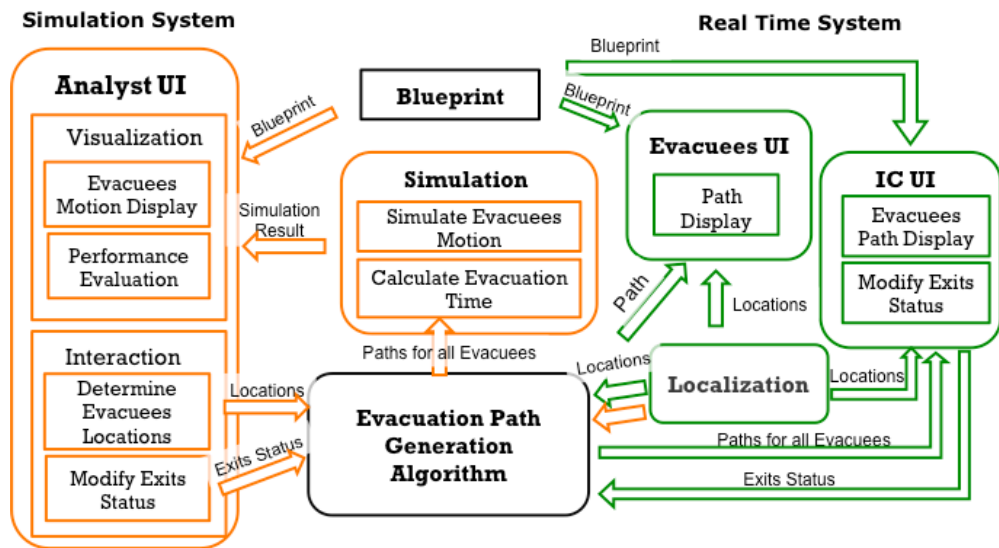 Simulation System
Real Time System
Analyst UI
Visualization
Evacuees
Motion Display
Performance
Evaluation
Interaction
Determine
Evacuees
Locations
Modify Exits
Status
Blueprint
Blueprint
Blueprint
Blueprint
Simulation
Result
Simulation
Simulate Evacuees
Motion
Calculate Evacuation
Time
Evacuees UI
Path
Display
IC UI
Evacuees
Path Display
Modify Exits
Status
Path
Locations
Paths for all Evacuees
Locations
Exits Status
Evacuation Path
Generation
Algorithm
Locations
Localization
Locations
Paths for all Evacuees
Exits Status